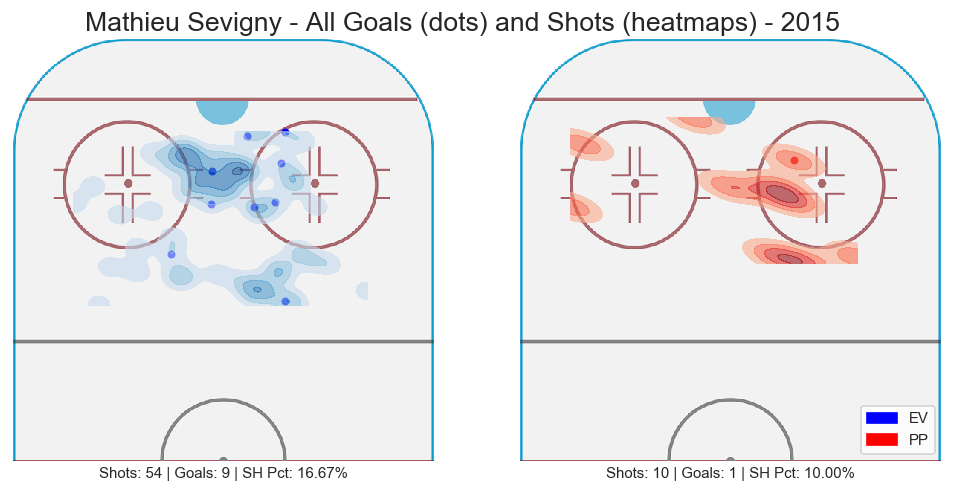 Mathieu Sevigny - All Goals (dots) and Shots (heatmaps) - 2015
EV
PP
Shots: 54 | Goals: 9 | SH Pct: 16.67%
Shots: 10 | Goals: 1 | SH Pct: 10.00%